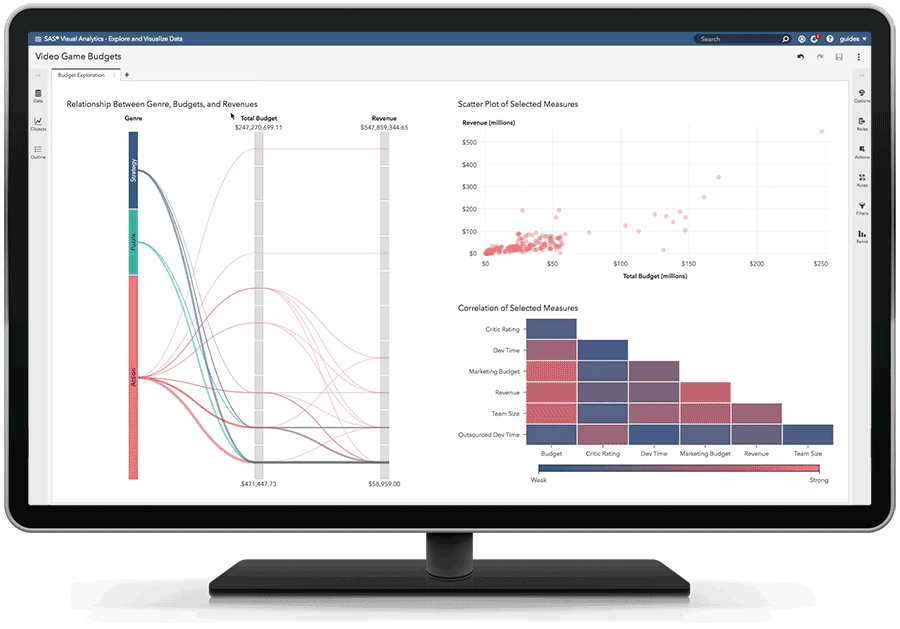 SAS® Visual Analytics - Explore and Visualize Data
Search
guides
Video Game Budgets
Budget Exploration
+
Data
Objects
Outline
Options
Roles
Actions
Rules
Filters
Ranks
Relationship Between Genre, Budgets, and Revenues
Genre
Total Budget
Revenue
$247,270,699.11
$547,859,344.65
Strategy
Puzzle
Action
$471,447.73
$58,959.00
Scatter Plot of Selected Measures
Revenue (millions)
$500
$400
$300
$200
$100
$0
$0 $50 $100 $150 $200 $250
Total Budget (millions)
Correlation of Selected Measures
Critic Rating
Dev Time
Marketing Budget
Revenue
Team Size
Outsourced Dev Time
Budget Critic Rating Dev Time Marketing Budget Revenue Team Size
Weak Strong